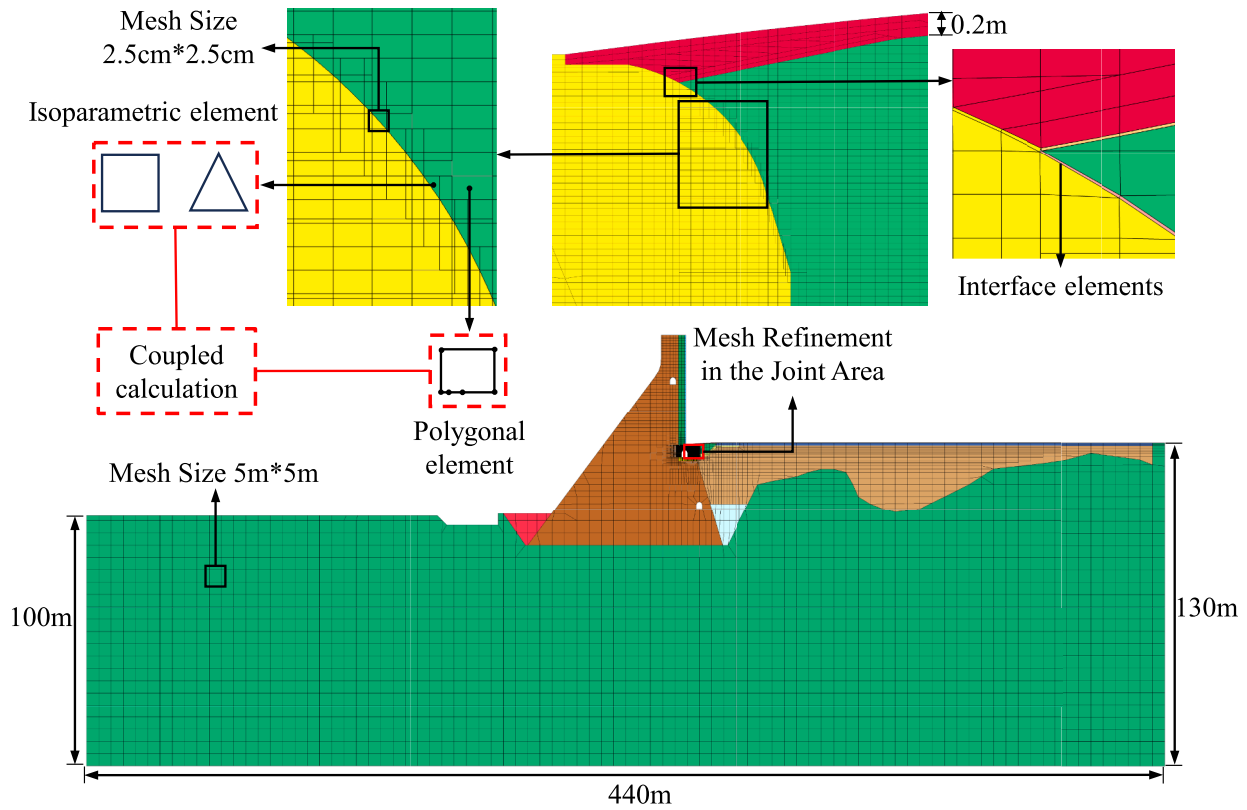 Mesh Size
2.5cm*2.5cm
Isoparametric element
0.2m
Interface elements
Coupled
calculation
Polygonal
element
Mesh Refinement
in the Joint Area
Mesh Size 5m*5m
100m
130m
440m